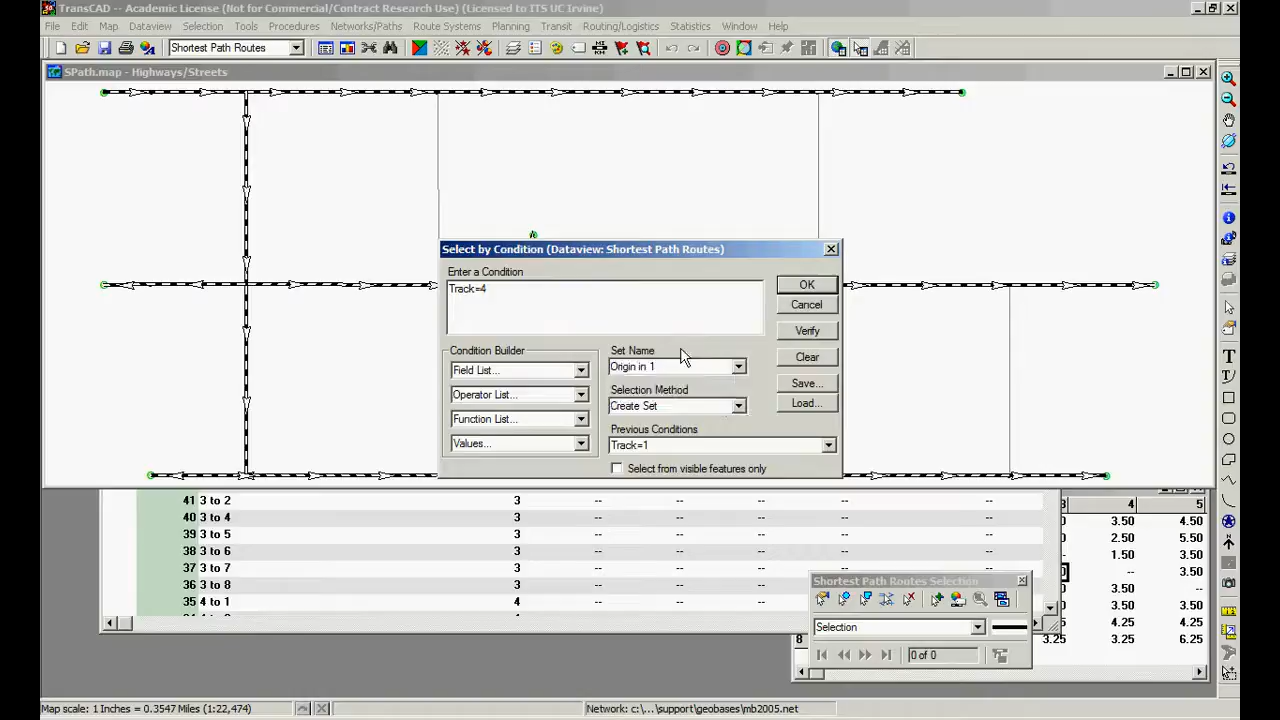 TransCAD -- Academic License (Not for Commercial/Contract Research Use) (Licensed to ITS UC Irvine)
File Edit Map Dataview Selection Tools Procedures Networks/Paths Route Systems Planning Transit Routing/Logistics Statistics Window Help
Shortest Path Routes
SPath.map - Highways/Streets
Select by Condition (Dataview: Shortest Path Routes)
Enter a Condition
Track=4
OK
Cancel
Verify
Clear
Save...
Load...
Condition Builder
Field List...
Operator List...
Function List...
Values...
Set Name
Origin in 1
Selection Method
Create Set
Previous Conditions
Track=1
Select from visible features only
41 3 to 2 3 -- -- -- -- --
40 3 to 4 3 -- -- -- -- --
39 3 to 5 3 -- -- -- -- --
38 3 to 6 3 -- -- -- -- --
37 3 to 7 3 -- -- -- -- --
36 3 to 8 3 -- -- --
35 4 to 1 4 -- -- --
4 5
3.50 4.50
2.50 5.50
1.50 3.50
-- 3.50
3.50 --
3.50 3.50
4.25 4.25
8 3.25 3.25 6.25
Shortest Path Routes Selection
Selection
0 of 0
Map scale: 1 Inches = 0.3547 Miles (1:22,474)
Network: c:\...\support\geobases\mb2005.net